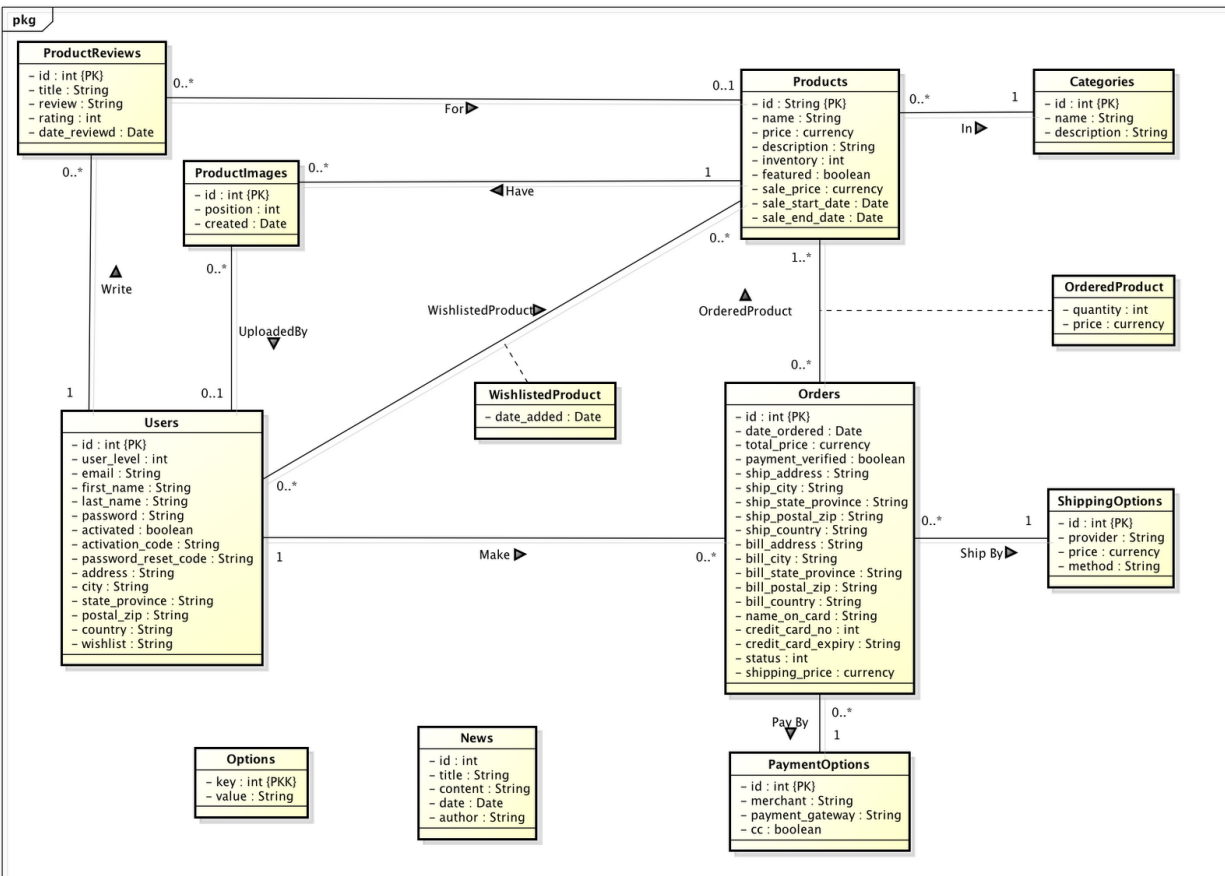 pkg
ProductReviews
– id : int {PK}
– title : String
– review : String
– rating : int
– date_reviewd : Date
0..*
0..1
For
0..*
Products
– id : String {PK}
– name : String
– price : currency
– description : String
– inventory : int
– featured : boolean
– sale_price : currency
– sale_start_date : Date
– sale_end_date : Date
0..*
1
In
Categories
– id : int {PK}
– name : String
– description : String
ProductImages
– id : int {PK}
– position : int
– created : Date
0..*
1
Have
0..*
0..*
1..*
Write
UploadedBy
WishlistedProduct
OrderedProduct
OrderedProduct
– quantity : int
– price : currency
1
0..1
0..*
WishlistedProduct
– date_added : Date
Users
– id : int {PK}
– user_level : int
– email : String
– first_name : String
– last_name : String
– password : String
– activated : boolean
– activation_code : String
– password_reset_code : String
– address : String
– city : String
– state_province : String
– postal_zip : String
– country : String
– wishlist : String
0..*
1
Make
0..*
Orders
– id : int {PK}
– date_ordered : Date
– total_price : currency
– payment_verified : boolean
– ship_address : String
– ship_city : String
– ship_state_province : String
– ship_postal_zip : String
– ship_country : String
– bill_address : String
– bill_city : String
– bill_state_province : String
– bill_postal_zip : String
– bill_country : String
– name_on_card : String
– credit_card_no : int
– credit_card_expiry : String
– status : int
– shipping_price : currency
0..*
1
Ship By
ShippingOptions
– id : int {PK}
– provider : String
– price : currency
– method : String
Pay By
0..*
1
Options
– key : int {PKK}
– value : String
News
– id : int
– title : String
– content : String
– date : Date
– author : String
PaymentOptions
– id : int {PK}
– merchant : String
– payment_gateway : String
– cc : boolean